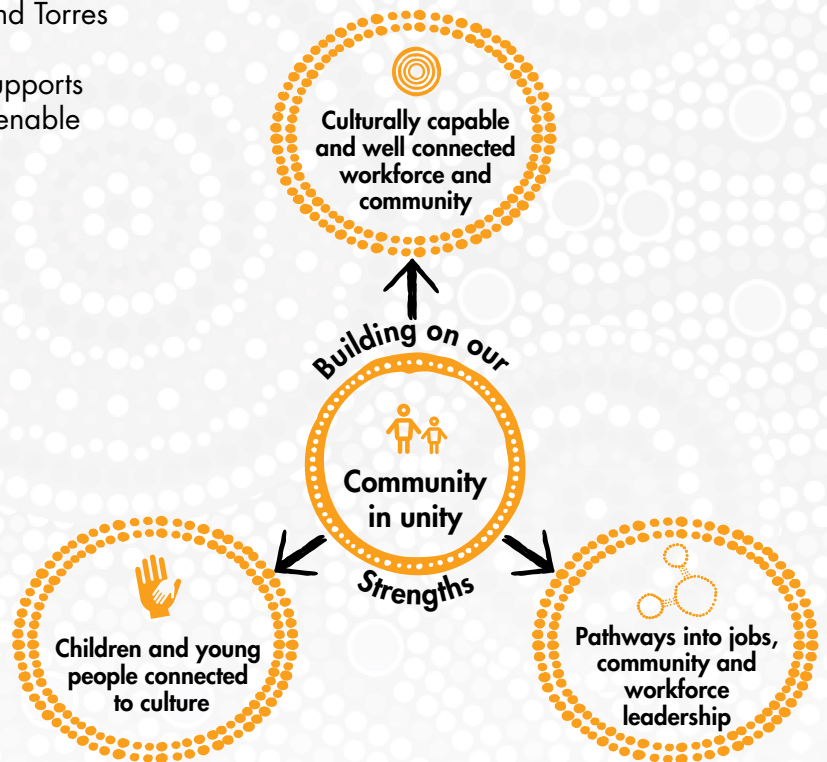 nd Torres
upports
enable
Culturally capable
and well connected
workforce and
community
Building on our
Community
in unity
Strengths
Children and young
people connected
to culture
Pathways into jobs,
community and
workforce
leadership